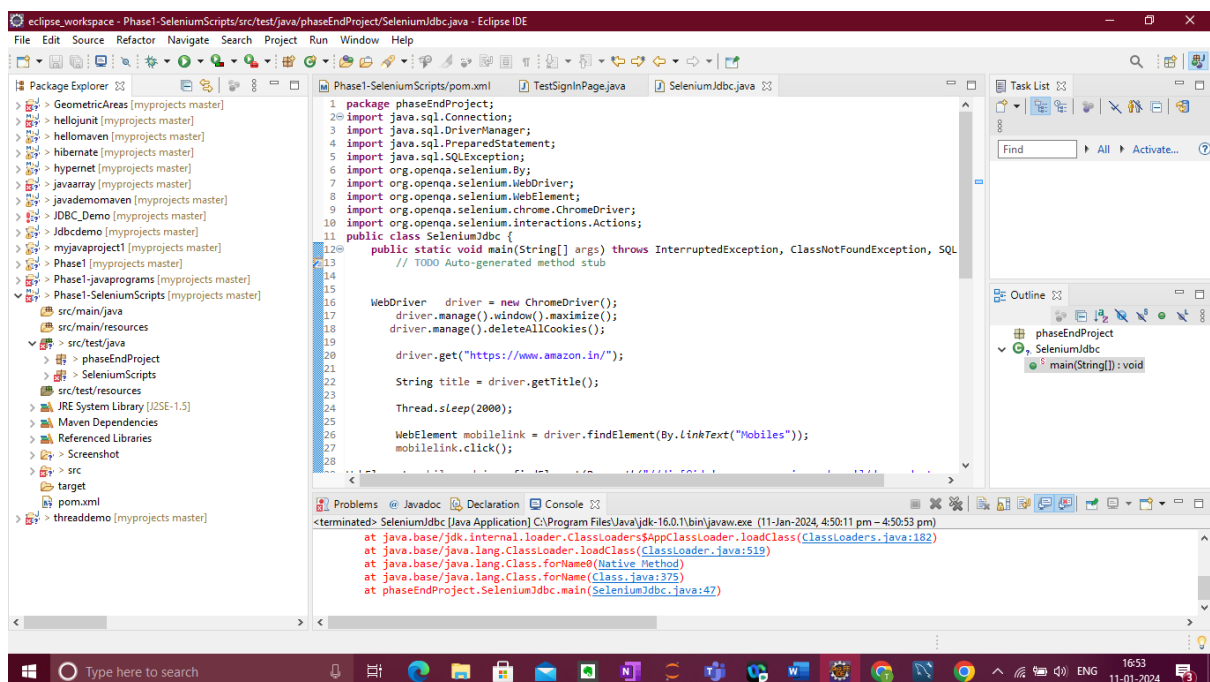 eclipse_workspace - Phase1-SeleniumScripts/src/test/java/phaseEndProject/SeleniumJdbc.java - Eclipse IDE
File Edit Source Refactor Navigate Search Project Run Window Help
Package Explorer
> GeometricAreas [myprojects master]
> hellojunit [myprojects master]
> hellomaven [myprojects master]
> hibernate [myprojects master]
> hypernet [myprojects master]
> javaarray [myprojects master]
> javademomaven [myprojects master]
> JDBC_Demo [myprojects master]
> Jdbcdemo [myprojects master]
> myjavaproject1 [myprojects master]
> Phase1 [myprojects master]
> Phase1-javaprograms [myprojects master]
> Phase1-SeleniumScripts [myprojects master]
src/main/java
src/main/resources
> src/test/java
> phaseEndProject
> SeleniumScripts
src/test/resources
JRE System Library [J2SE-1.5]
Maven Dependencies
Referenced Libraries
> Screenshot
> src
target
pom.xml
> threaddemo [myprojects master]
Phase1-SeleniumScripts/pom.xml TestSignInPage.java SeleniumJdbc.java
1 package phaseEndProject;
2 import java.sql.Connection;
3 import java.sql.DriverManager;
4 import java.sql.PreparedStatement;
5 import java.sql.SQLException;
6 import org.openqa.selenium.By;
7 import org.openqa.selenium.WebDriver;
8 import org.openqa.selenium.WebElement;
9 import org.openqa.selenium.chrome.ChromeDriver;
10 import org.openqa.selenium.interactions.Actions;
11 public class SeleniumJdbc {
12 public static void main(String[] args) throws InterruptedException, ClassNotFoundException, SQL
13 // TODO Auto-generated method stub
14
15
16 WebDriver driver = new ChromeDriver();
17 driver.manage().window().maximize();
18 driver.manage().deleteAllCookies();
19
20 driver.get("https://www.amazon.in/");
21
22 String title = driver.getTitle();
23
24 Thread.sleep(2000);
25
26 WebElement mobilelink = driver.findElement(By.linkText("Mobiles"));
27 mobilelink.click();
28
Task List
Find All Activate...
Outline
phaseEndProject
SeleniumJdbc
main(String[]) : void
Problems Javadoc Declaration Console
<terminated> SeleniumJdbc [Java Application] C:\Program Files\Java\jdk-16.0.1\bin\javaw.exe (11-Jan-2024, 4:50:11 pm – 4:50:53 pm)
at java.base/jdk.internal.loader.ClassLoaders$AppClassLoader.loadClass(ClassLoaders.java:182)
at java.base/java.lang.ClassLoader.loadClass(ClassLoader.java:519)
at java.base/java.lang.Class.forName0(Native Method)
at java.base/java.lang.Class.forName(Class.java:375)
at phaseEndProject.SeleniumJdbc.main(SeleniumJdbc.java:47)
Type here to search
ENG
16:53
11-01-2024